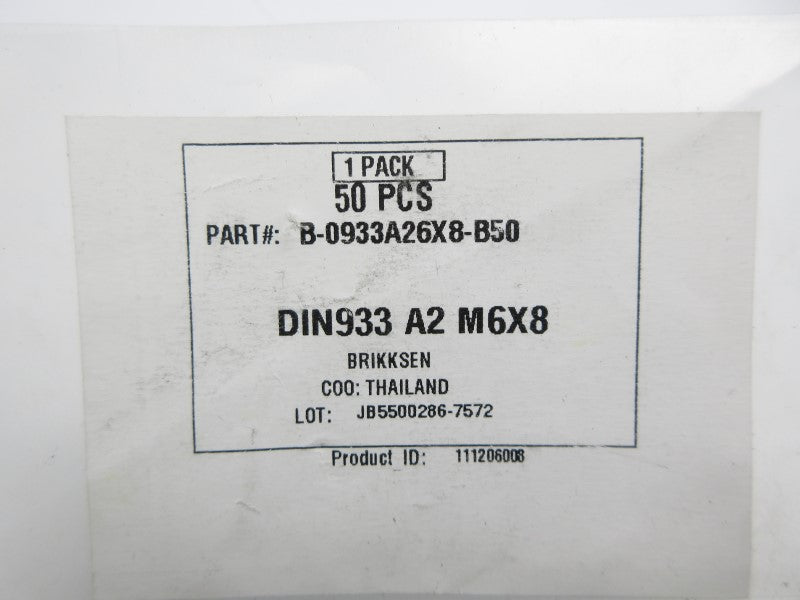 1 PACK
50 PCS
PART#: B-0933A26X8-B50
DIN933 A2 M6X8
BRIKKSEN
COO: THAILAND
LOT: JB5500286-7572
Product ID: 111206008